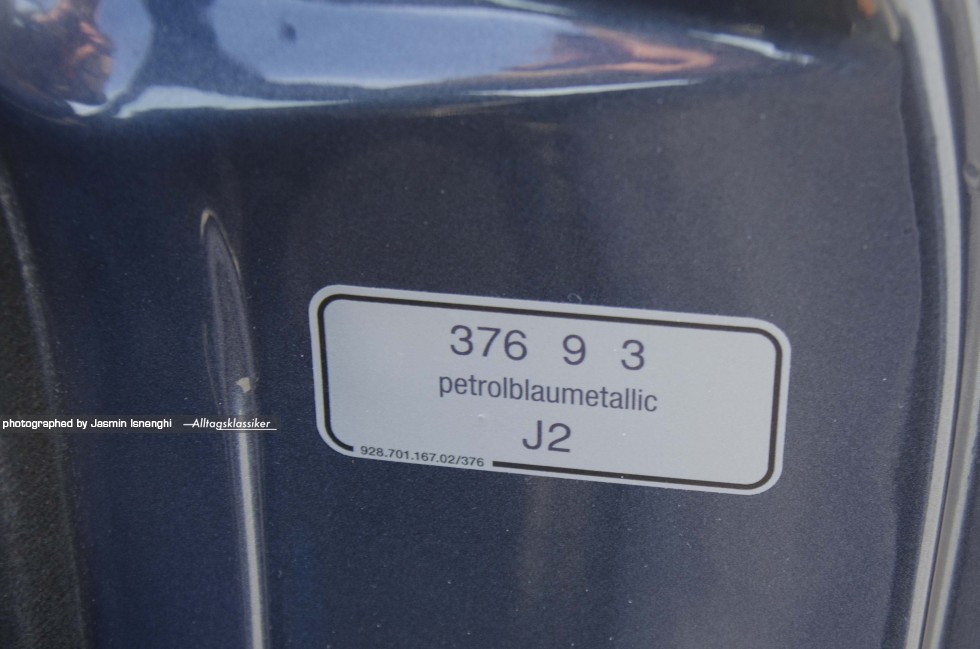 376 9 3
petrolblaumetallic
J2
928.701.167.02/376
photographed by Jasmin Isnenghi —Alltagsklassiker